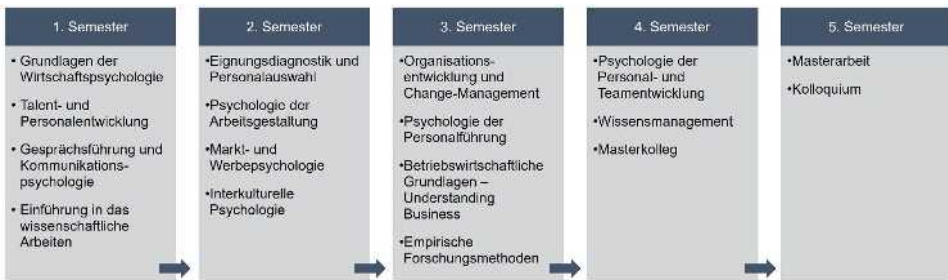 1. Semester
• Grundlagen der
Wirtschaftspsychologie
• Talent- und
Personalentwicklung
• Gesprächsführung und
Kommunikations-
psychologie
• Einführung in das
wissenschaftliche
Arbeiten
2. Semester
•Eignungsdiagnostik und
Personalauswahl
•Psychologie der
Arbeitsgestaltung
•Markt- und
Werbepsychologie
•Interkulturelle
Psychologie
3. Semester
•Organisations-
entwicklung und
Change-Management
•Psychologie der
Personalführung
•Betriebswirtschaftliche
Grundlagen –
Understanding
Business
•Empirische
Forschungsmethoden
4. Semester
•Psychologie der
Personal- und
Teamentwicklung
•Wissensmanagement
•Masterkolleg
5. Semester
•Masterarbeit
•Kolloquium